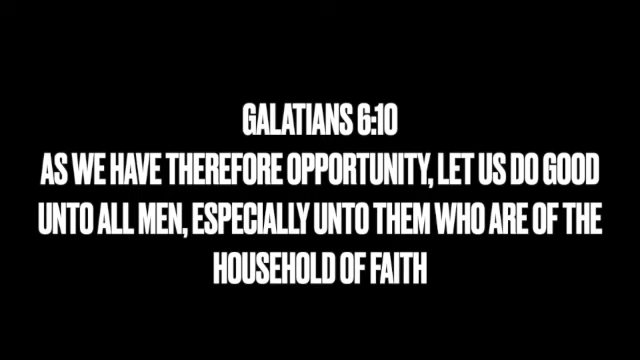 GALATIANS 6:10
AS WE HAVE THEREFORE OPPORTUNITY, LET US DO GOOD
UNTO ALL MEN, ESPECIALLY UNTO THEM WHO ARE OF THE
HOUSEHOLD OF FAITH